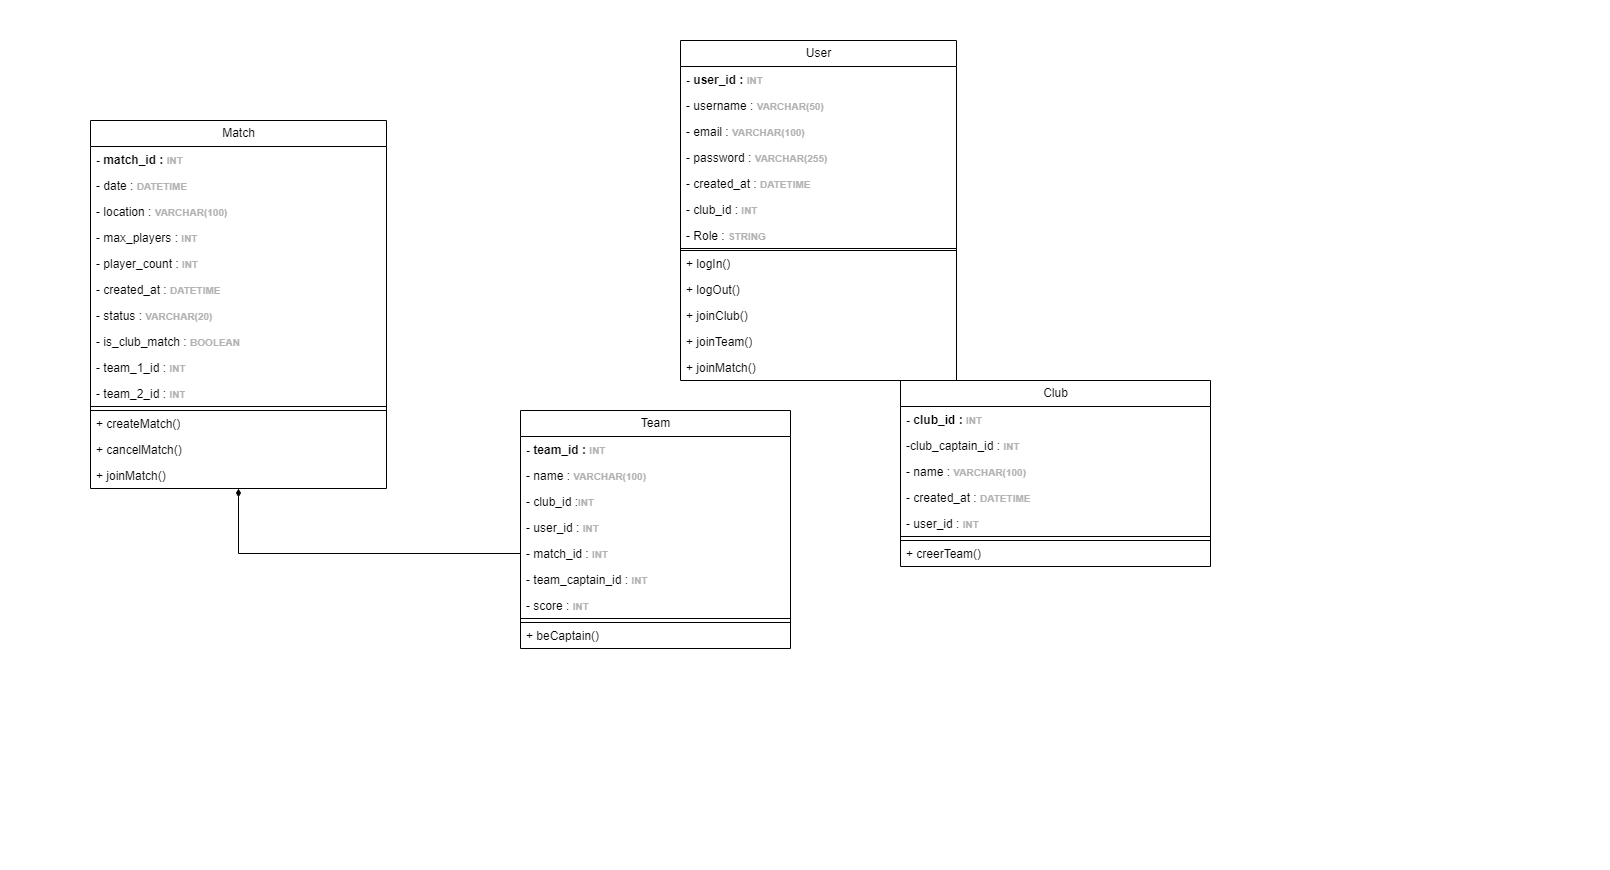 User
- user_id : INT
- username : VARCHAR(50)
- email : VARCHAR(100)
- password : VARCHAR(255)
- created_at : DATETIME
- club_id : INT
- Role : STRING
+ logIn()
+ logOut()
+ joinClub()
+ joinTeam()
+ joinMatch()
Match
- match_id : INT
- date : DATETIME
- location : VARCHAR(100)
- max_players : INT
- player_count : INT
- created_at : DATETIME
- status : VARCHAR(20)
- is_club_match : BOOLEAN
- team_1_id : INT
- team_2_id : INT
+ createMatch()
+ cancelMatch()
+ joinMatch()
Team
- team_id : INT
- name : VARCHAR(100)
- club_id :INT
- user_id : INT
- match_id : INT
- team_captain_id : INT
- score : INT
+ beCaptain()
Club
- club_id : INT
-club_captain_id : INT
- name : VARCHAR(100)
- created_at : DATETIME
- user_id : INT
+ creerTeam()